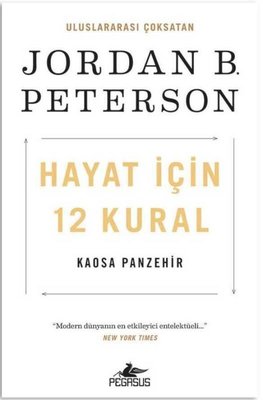 ULUSLARARASI ÇOKSATAN
JORDAN B.
PETERSON
HAYAT İÇİN
12 KURAL
KAOSA PANZEHİR
“Modern dünyanın en etkileyici entelektüeli...”
NEW YORK TIMES
PEGASUS